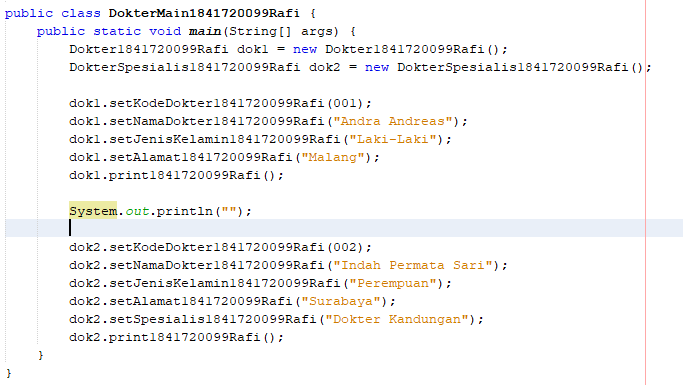 public class DokterMain1841720099Rafi {
public static void main(String[] args) {
Dokter1841720099Rafi dok1 = new Dokter1841720099Rafi();
DokterSpesialis1841720099Rafi dok2 = new DokterSpesialis1841720099Rafi();
dok1.setKodeDokter1841720099Rafi(001);
dok1.setNamaDokter1841720099Rafi("Andra Andreas");
dok1.setJenisKelamin1841720099Rafi("Laki-Laki");
dok1.setAlamat1841720099Rafi("Malang");
dok1.print1841720099Rafi();
System.out.println("");
dok2.setKodeDokter1841720099Rafi(002);
dok2.setNamaDokter1841720099Rafi("Indah Permata Sari");
dok2.setJenisKelamin1841720099Rafi("Perempuan");
dok2.setAlamat1841720099Rafi("Surabaya");
dok2.setSpesialis1841720099Rafi("Dokter Kandungan");
dok2.print1841720099Rafi();
}
}